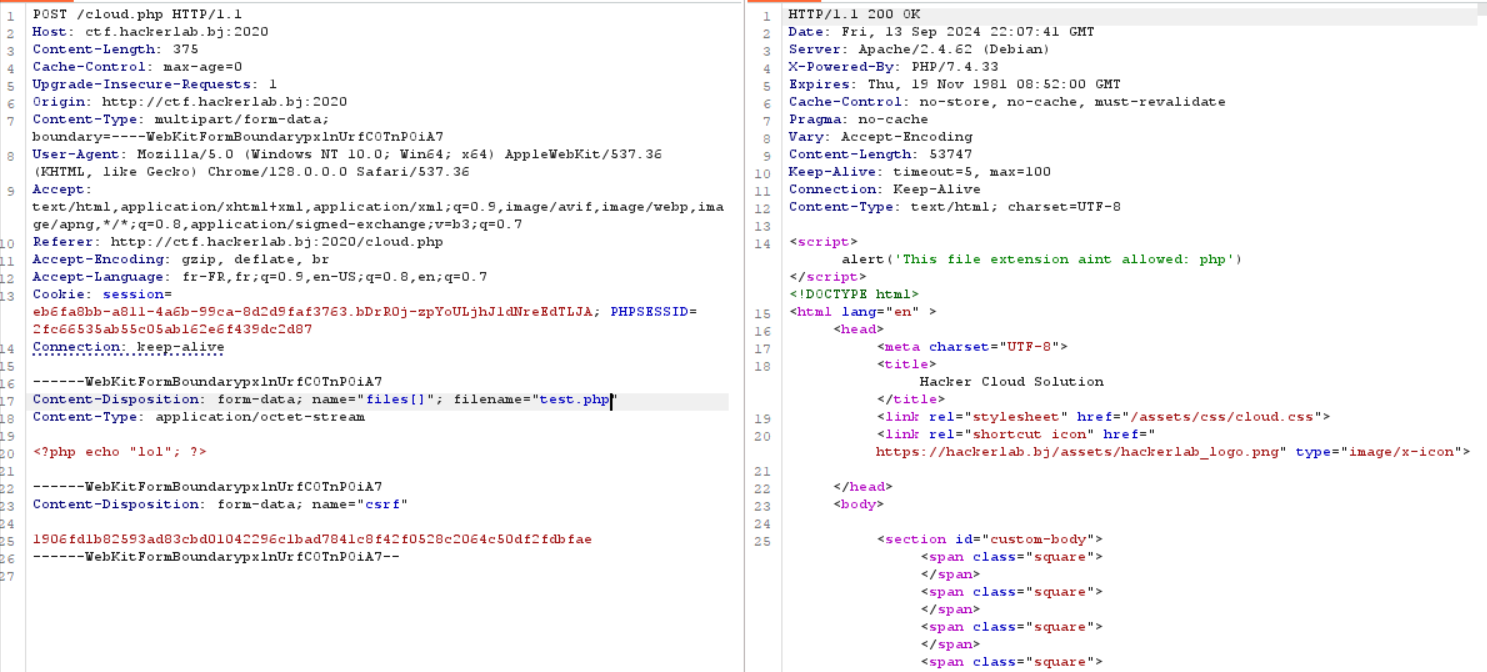 1 POST /cloud.php HTTP/1.1
2 Host: ctf.hackerlab.bj:2020
3 Content-Length: 375
4 Cache-Control: max-age=0
5 Upgrade-Insecure-Requests: 1
6 Origin: http://ctf.hackerlab.bj:2020
7 Content-Type: multipart/form-data;
boundary=----WebKitFormBoundarypxlnUrfC0TnP0iA7
8 User-Agent: Mozilla/5.0 (Windows NT 10.0; Win64; x64) AppleWebKit/537.36
(KHTML, like Gecko) Chrome/128.0.0.0 Safari/537.36
9 Accept:
text/html,application/xhtml+xml,application/xml;q=0.9,image/avif,image/webp,ima
ge/apng,*/*;q=0.8,application/signed-exchange;v=b3;q=0.7
10 Referer: http://ctf.hackerlab.bj:2020/cloud.php
11 Accept-Encoding: gzip, deflate, br
12 Accept-Language: fr-FR,fr;q=0.9,en-US;q=0.8,en;q=0.7
13 Cookie: session=
eb6fa8bb-a811-4a6b-99ca-8d2d9faf3763.bDrR0j-zpYoULjhJ1dNreEdTLJA; PHPSESSID=
2fc66535ab55c05ab162e6f439dc2d87
14 Connection: keep-alive
15
16 ------WebKitFormBoundarypxlnUrfC0TnP0iA7
17 Content-Disposition: form-data; name="files[]"; filename="test.php"
18 Content-Type: application/octet-stream
19
20 <?php echo "lol"; ?>
21
22 ------WebKitFormBoundarypxlnUrfC0TnP0iA7
23 Content-Disposition: form-data; name="csrf"
24
25 1906fd1b82593ad83cbd01042296c1bad7841c8f42f0528c2064c50df2fdbfae
26 ------WebKitFormBoundarypxlnUrfC0TnP0iA7--
27
1 HTTP/1.1 200 OK
2 Date: Fri, 13 Sep 2024 22:07:41 GMT
3 Server: Apache/2.4.62 (Debian)
4 X-Powered-By: PHP/7.4.33
5 Expires: Thu, 19 Nov 1981 08:52:00 GMT
6 Cache-Control: no-store, no-cache, must-revalidate
7 Pragma: no-cache
8 Vary: Accept-Encoding
9 Content-Length: 53747
10 Keep-Alive: timeout=5, max=100
11 Connection: Keep-Alive
12 Content-Type: text/html; charset=UTF-8
13
14 <script>
alert('This file extension aint allowed: php')
</script>
<!DOCTYPE html>
15 <html lang="en" >
16 <head>
17 <meta charset="UTF-8">
18 <title>
Hacker Cloud Solution
</title>
19 <link rel="stylesheet" href="/assets/css/cloud.css">
20 <link rel="shortcut icon" href="
https://hackerlab.bj/assets/hackerlab_logo.png" type="image/x-icon">
21
22 </head>
23 <body>
24
25 <section id="custom-body">
<span class="square">
</span>
<span class="square">
</span>
<span class="square">
</span>
<span class="square">